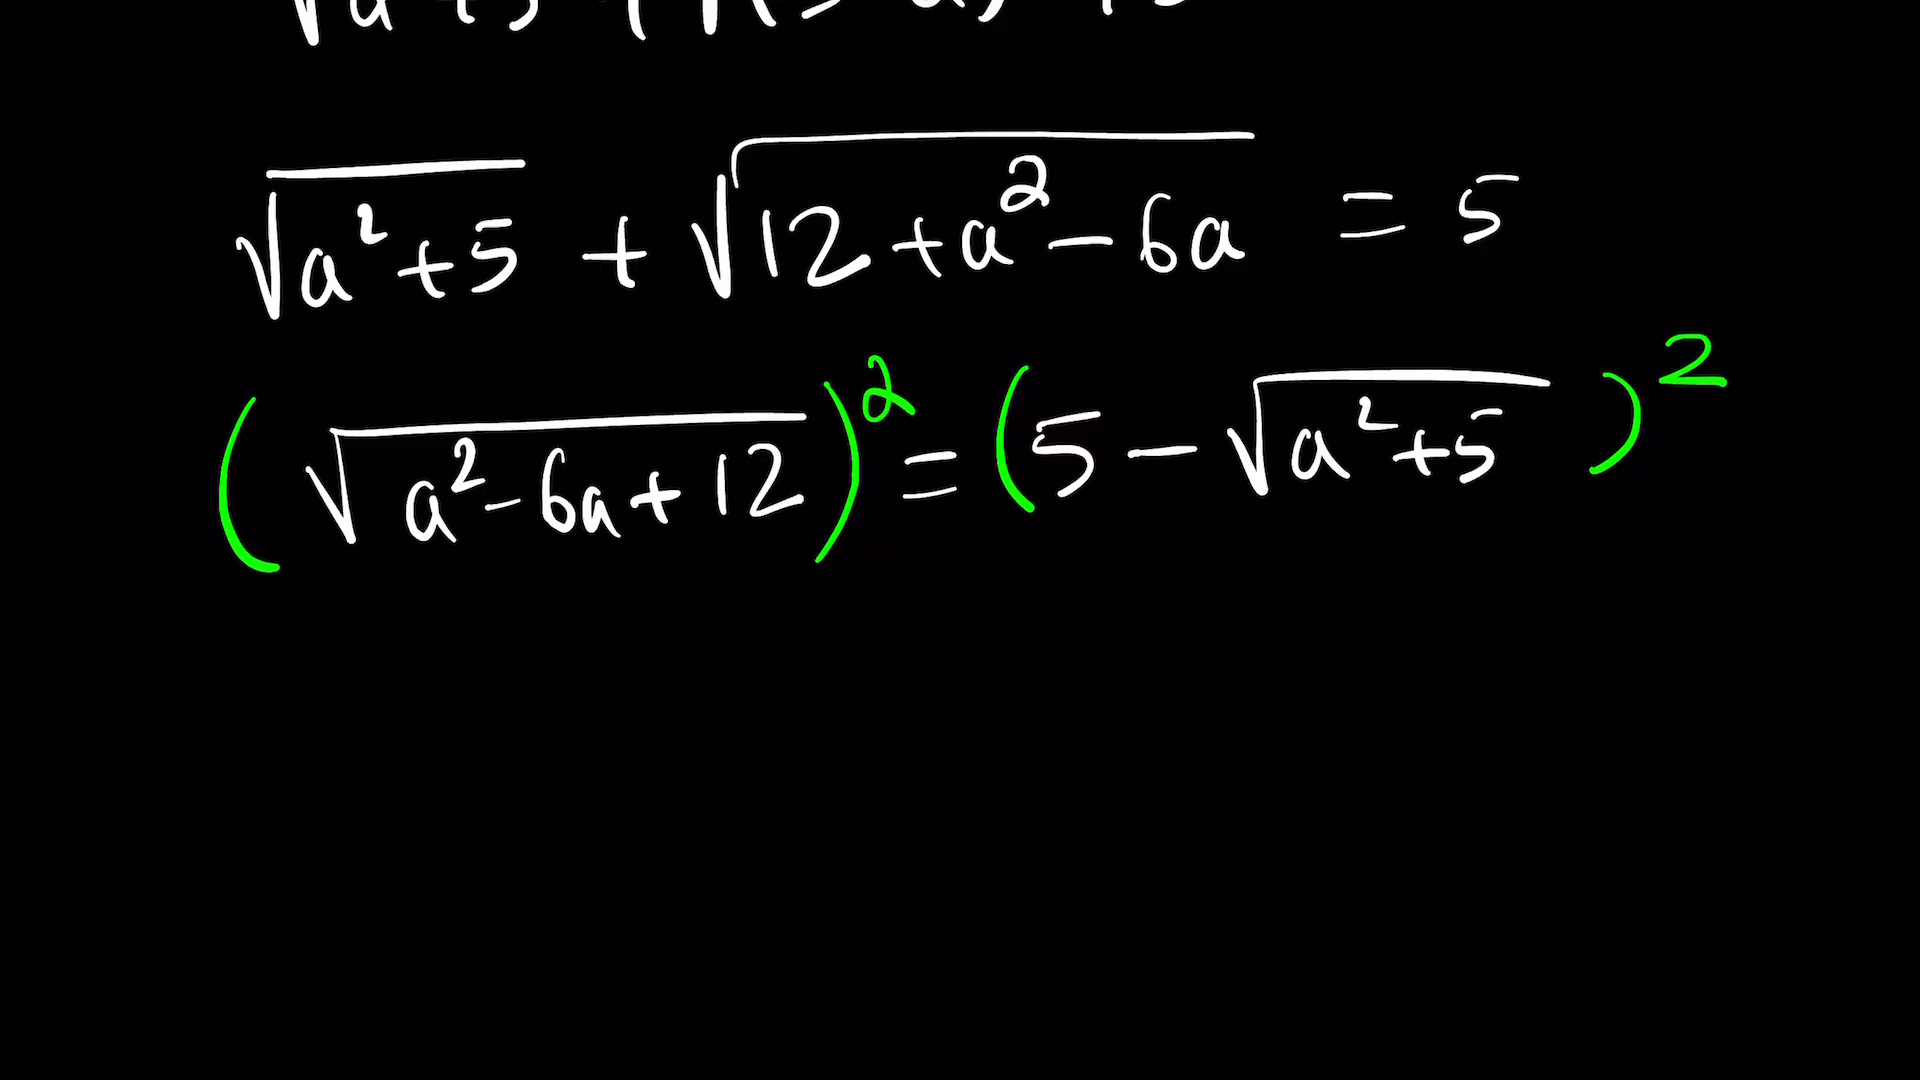 √a²+5 + √12+a²-6a = 5
(√a²-6a+12)² = (5-√a²+5)²